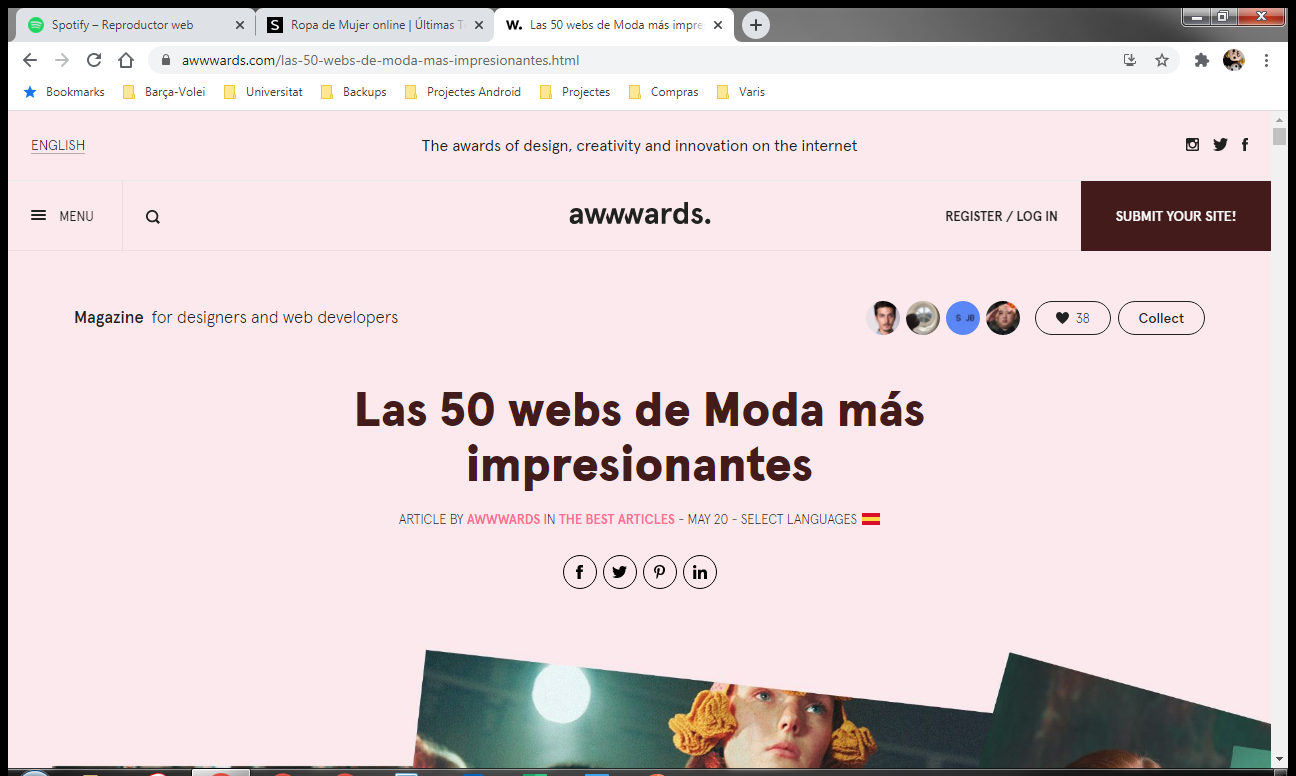 Spotify – Reproductor web
Ropa de Mujer online | Últimas T
Las 50 webs de Moda más impre
awwwards.com/las-50-webs-de-moda-mas-impresionantes.html
Bookmarks
Barça-Volei
Universitat
Backups
Projectes Android
Projectes
Compras
Varis
ENGLISH
The awards of design, creativity and innovation on the internet
MENU
awwwards.
REGISTER / LOG IN
SUBMIT YOUR SITE!
Magazine for designers and web developers
S JB
38
Collect
Las 50 webs de Moda más
impresionantes
ARTICLE BY AWWWARDS IN THE BEST ARTICLES - MAY 20 - SELECT LANGUAGES